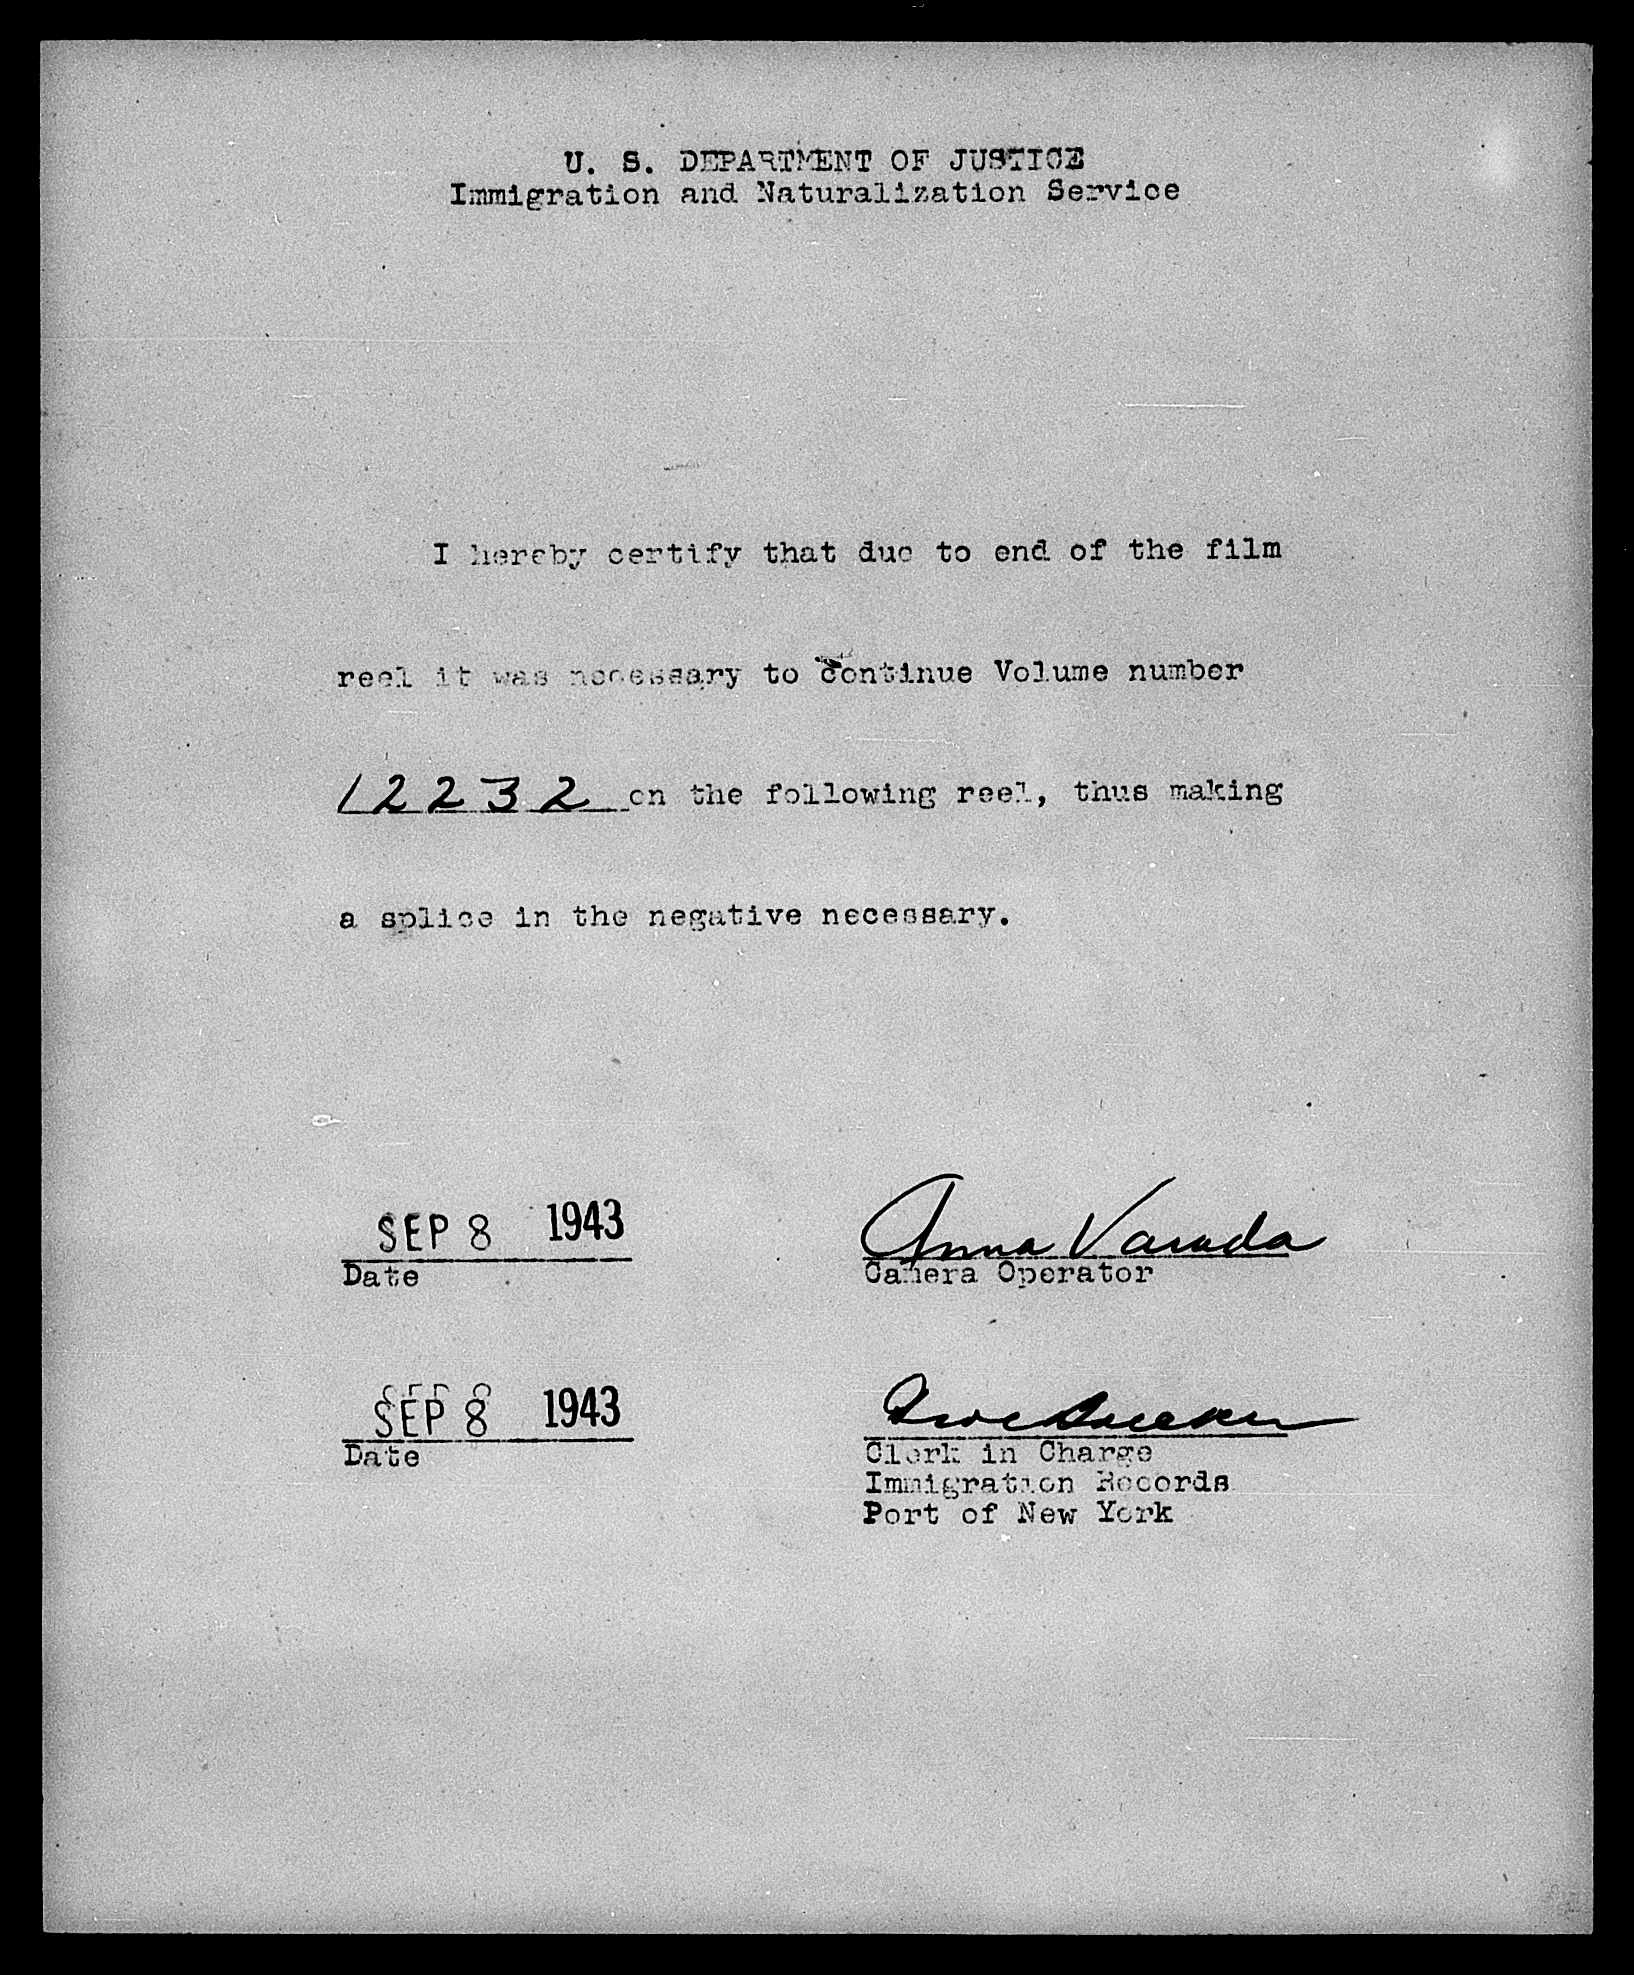 U. S. DEPARTMENT OF JUSTICE
Immigration and Naturalization Service
I hereby certify that due to end of the film
reel it was necessary to continue Volume number
12232 on the following reel, thus making
a splice in the negative necessary.
SEP 8 1943
Anna Varada
Date
Camera Operator
SEP 8 1943
Date
Clerk in Charge
Immigration Records
Port of New York